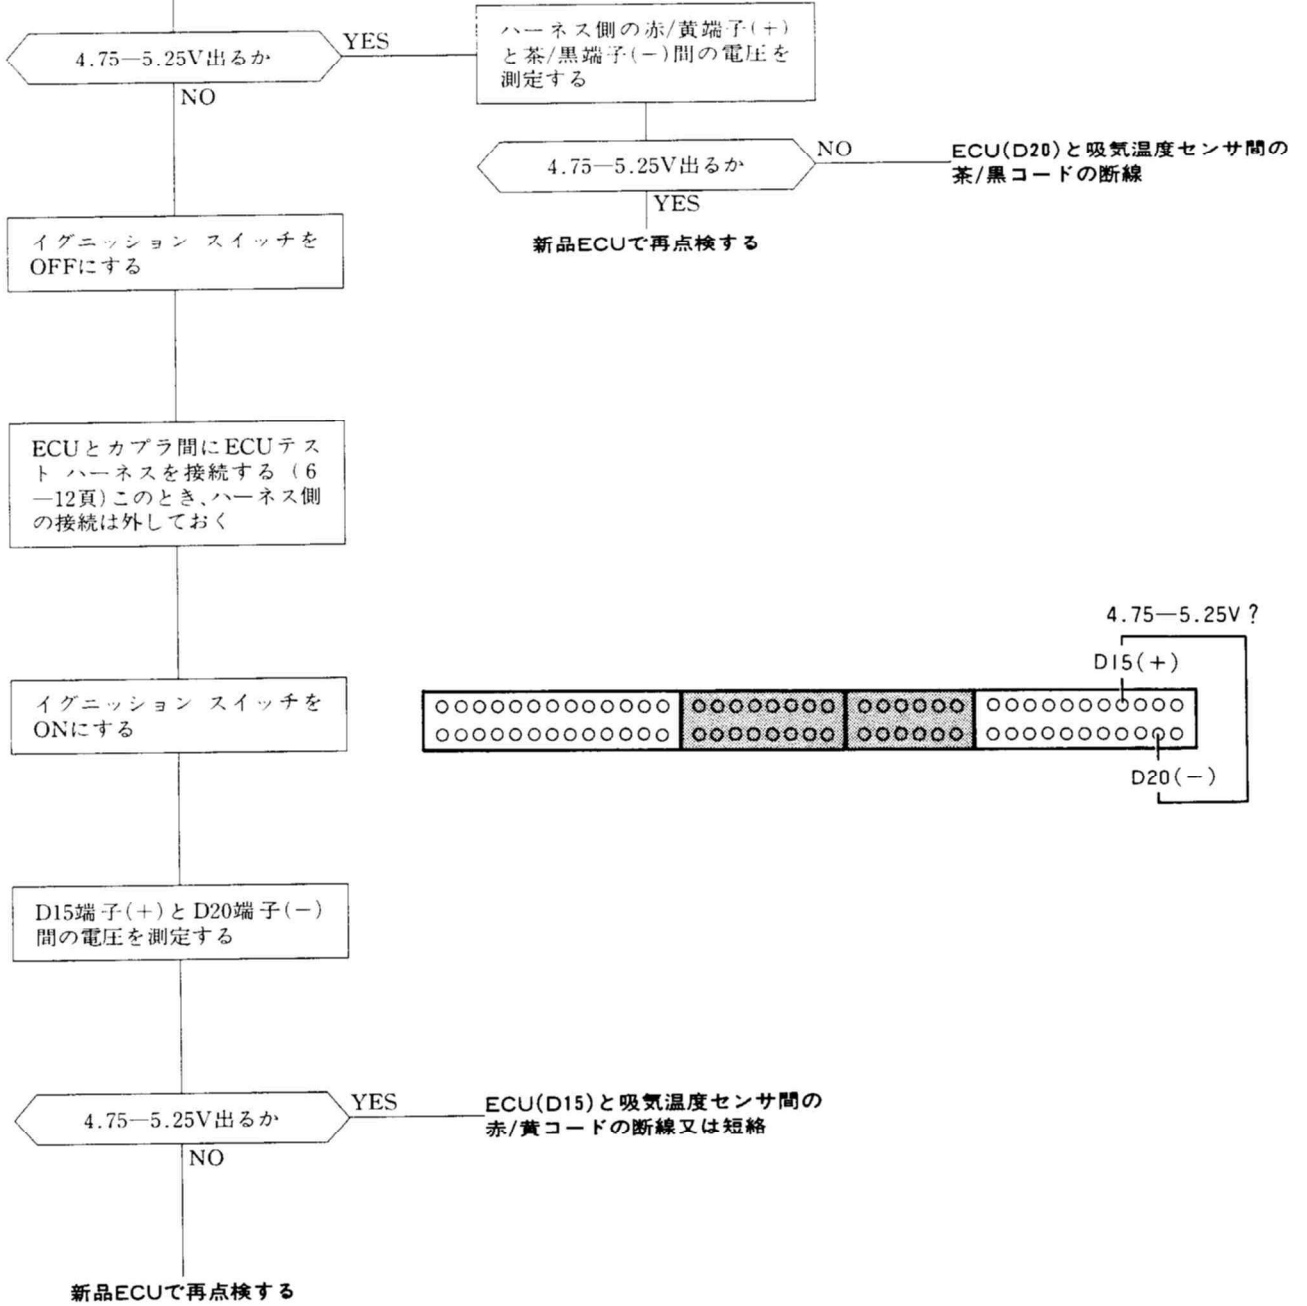 4.75—5.25V出るか
YES
NO
ハーネス側の赤/黄端子(+)
と茶/黒端子(−)間の電圧を
測定する
4.75—5.25V出るか
NO
YES
ECU(D20)と吸気温度センサ間の
茶/黒コードの断線
新品ECUで再点検する
イグニッション スイッチを
OFFにする
ECUとカプラ間にECUテス
ト ハーネスを接続する(6
—12頁)このとき、ハーネス側
の接続は外しておく
イグニッション スイッチを
ONにする
4.75—5.25V?
D15(+)
D20(−)
D15端子(+)とD20端子(−)
間の電圧を測定する
4.75—5.25V出るか
YES
NO
ECU(D15)と吸気温度センサ間の
赤/黄コードの断線又は短絡
新品ECUで再点検する